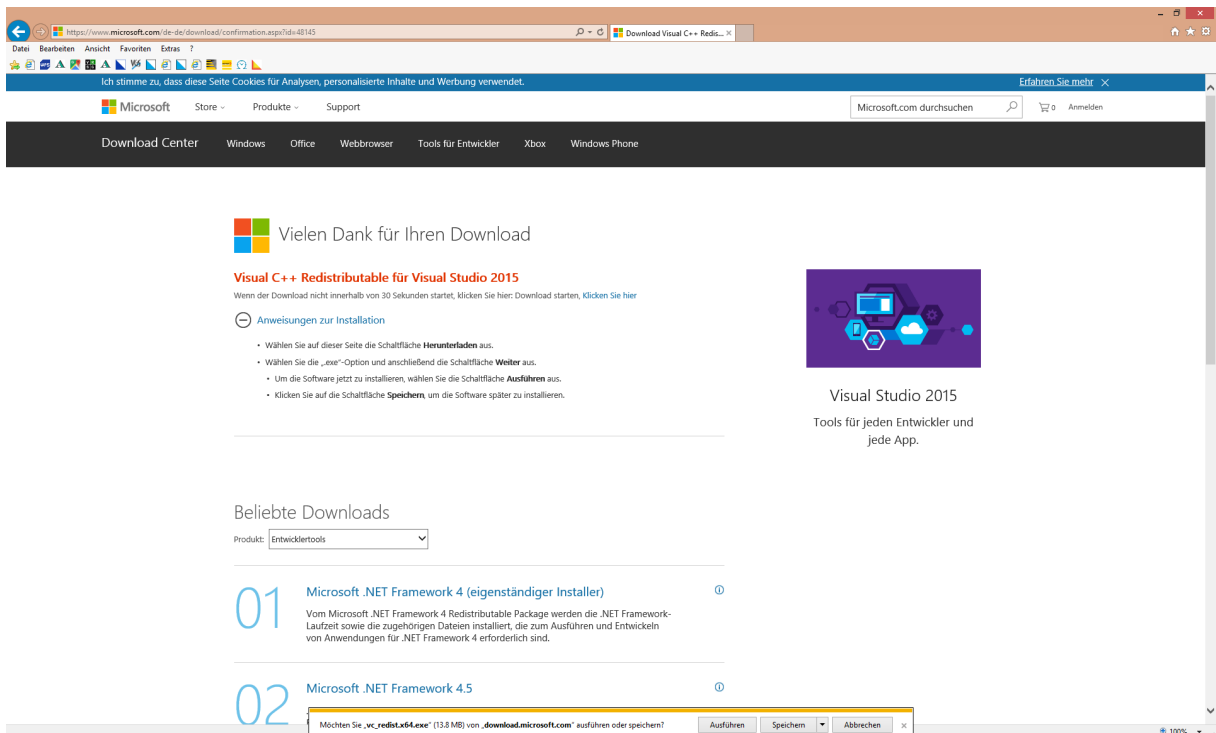 https://www.microsoft.com/de-de/download/confirmation.aspx?id=48145
Download Visual C++ Redis...
Datei Bearbeiten Ansicht Favoriten Extras ?
Ich stimme zu, dass diese Seite Cookies für Analysen, personalisierte Inhalte und Werbung verwendet.
Erfahren Sie mehr
Microsoft Store Produkte Support
Microsoft.com durchsuchen
0 Anmelden
Download Center Windows Office Webbrowser Tools für Entwickler Xbox Windows Phone
Vielen Dank für Ihren Download
Visual C++ Redistributable für Visual Studio 2015
Wenn der Download nicht innerhalb von 30 Sekunden startet, klicken Sie hier: Download starten, Klicken Sie hier
Anweisungen zur Installation
• Wählen Sie auf dieser Seite die Schaltfläche Herunterladen aus.
• Wählen Sie die „.exe"-Option und anschließend die Schaltfläche Weiter aus.
• Um die Software jetzt zu installieren, wählen Sie die Schaltfläche Ausführen aus.
• Klicken Sie auf die Schaltfläche Speichern, um die Software später zu installieren.
Visual Studio 2015
Tools für jeden Entwickler und
jede App.
Beliebte Downloads
Produkt: Entwicklertools
01
Microsoft .NET Framework 4 (eigenständiger Installer)
Vom Microsoft .NET Framework 4 Redistributable Package werden die .NET Framework-
Laufzeit sowie die zugehörigen Dateien installiert, die zum Ausführen und Entwickeln
von Anwendungen für .NET Framework 4 erforderlich sind.
02
Microsoft .NET Framework 4.5
Möchten Sie „vc_redist.x64.exe" (13.8 MB) von „download.microsoft.com" ausführen oder speichern?
Ausführen Speichern Abbrechen
100%